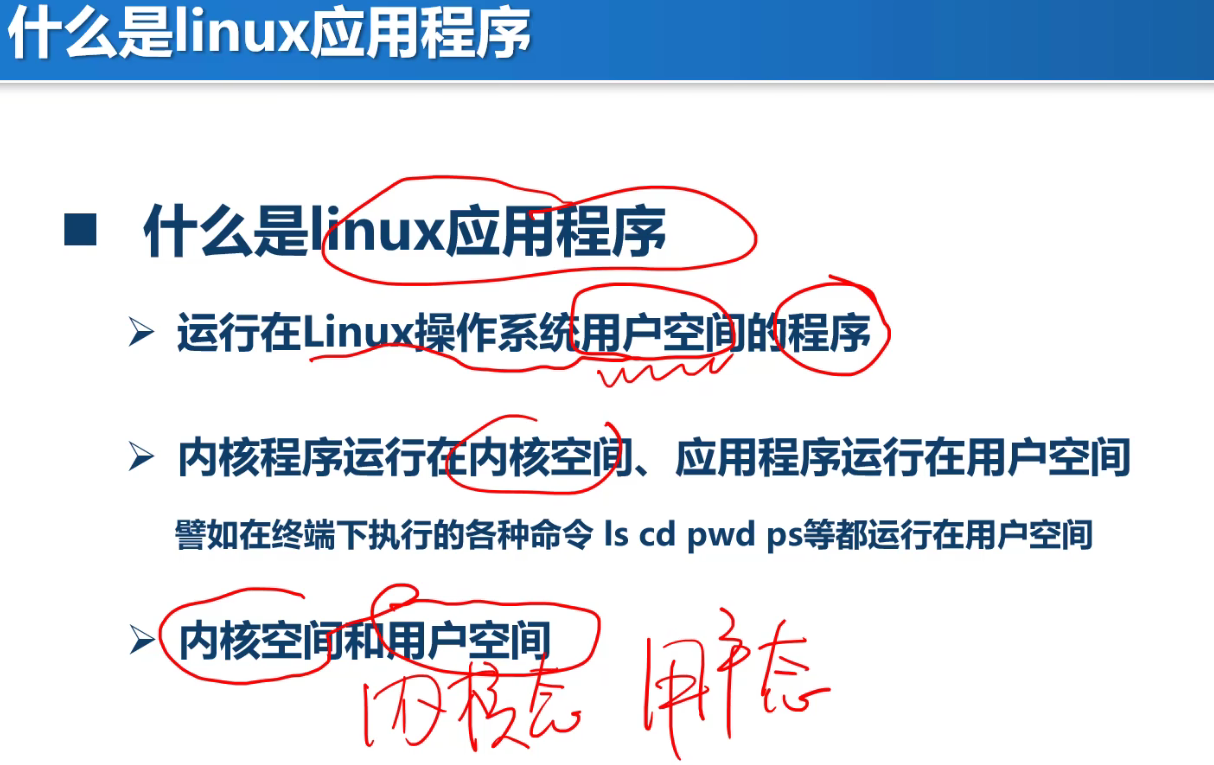 什么是linux应用程序
■ 什么是linux应用程序
➢ 运行在Linux操作系统用户空间的程序
➢ 内核程序运行在内核空间、应用程序运行在用户空间
譬如在终端下执行的各种命令 ls cd pwd ps等都运行在用户空间
➢ 内核空间和用户空间
内核态 用户态